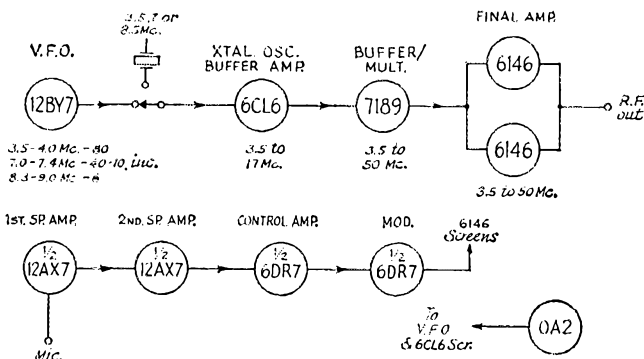 3.5, 7 or
8.3Mc.
FINAL AMP.
V.F.O.
XTAL. OSC.
BUFFER AMP.
BUFFER/
MULT.
6146
12BY7
6CL6
7189
R.F.
out
6146
3.5-4.0 Mc.-80
7.0-7.4Mc-40-10, inc.
8.3-9.0 Mc-6
3.5 to
17Mc.
3.5 to
50 Mc.
3.5 to 50Mc.
1ST. SP. AMP.
2ND. SP. AMP.
CONTROL AMP.
MOD.
6146
Screens
1/2
12AX7
1/2
12AX7
1/2
6DR7
1/2
6DR7
Mic.
To
V.F.O
& 6CL6 Scr.
OA2